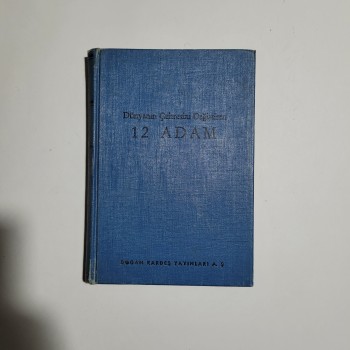 Dünyanın Çehresini Değiştiren
12 ADAM
DOĞAN KARDEŞ YAYINLARI A. Ş.